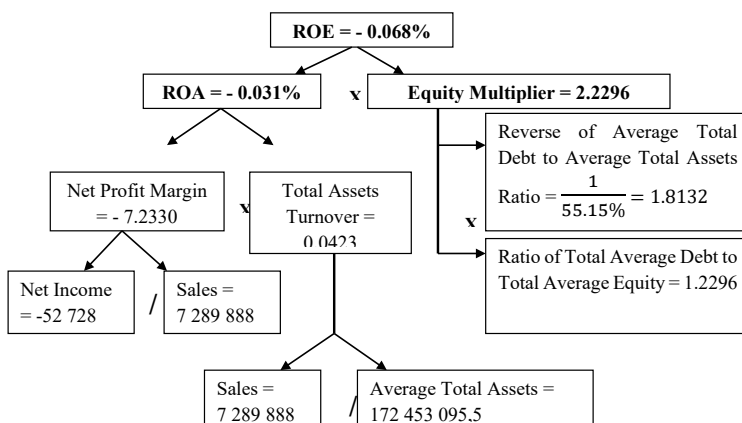 ROE = - 0.068%
ROA = - 0.031%
x
Equity Multiplier = 2.2296
Reverse of Average Total
Debt to Average Total Assets
Ratio = 1/55.15% = 1.8132
Net Profit Margin
= - 7.2330
x
Total Assets
Turnover =
0.0423
x
Ratio of Total Average Debt to
Total Average Equity = 1.2296
Net Income
= -52 728
/
Sales =
7 289 888
Sales =
7 289 888
/
Average Total Assets =
172 453 095,5